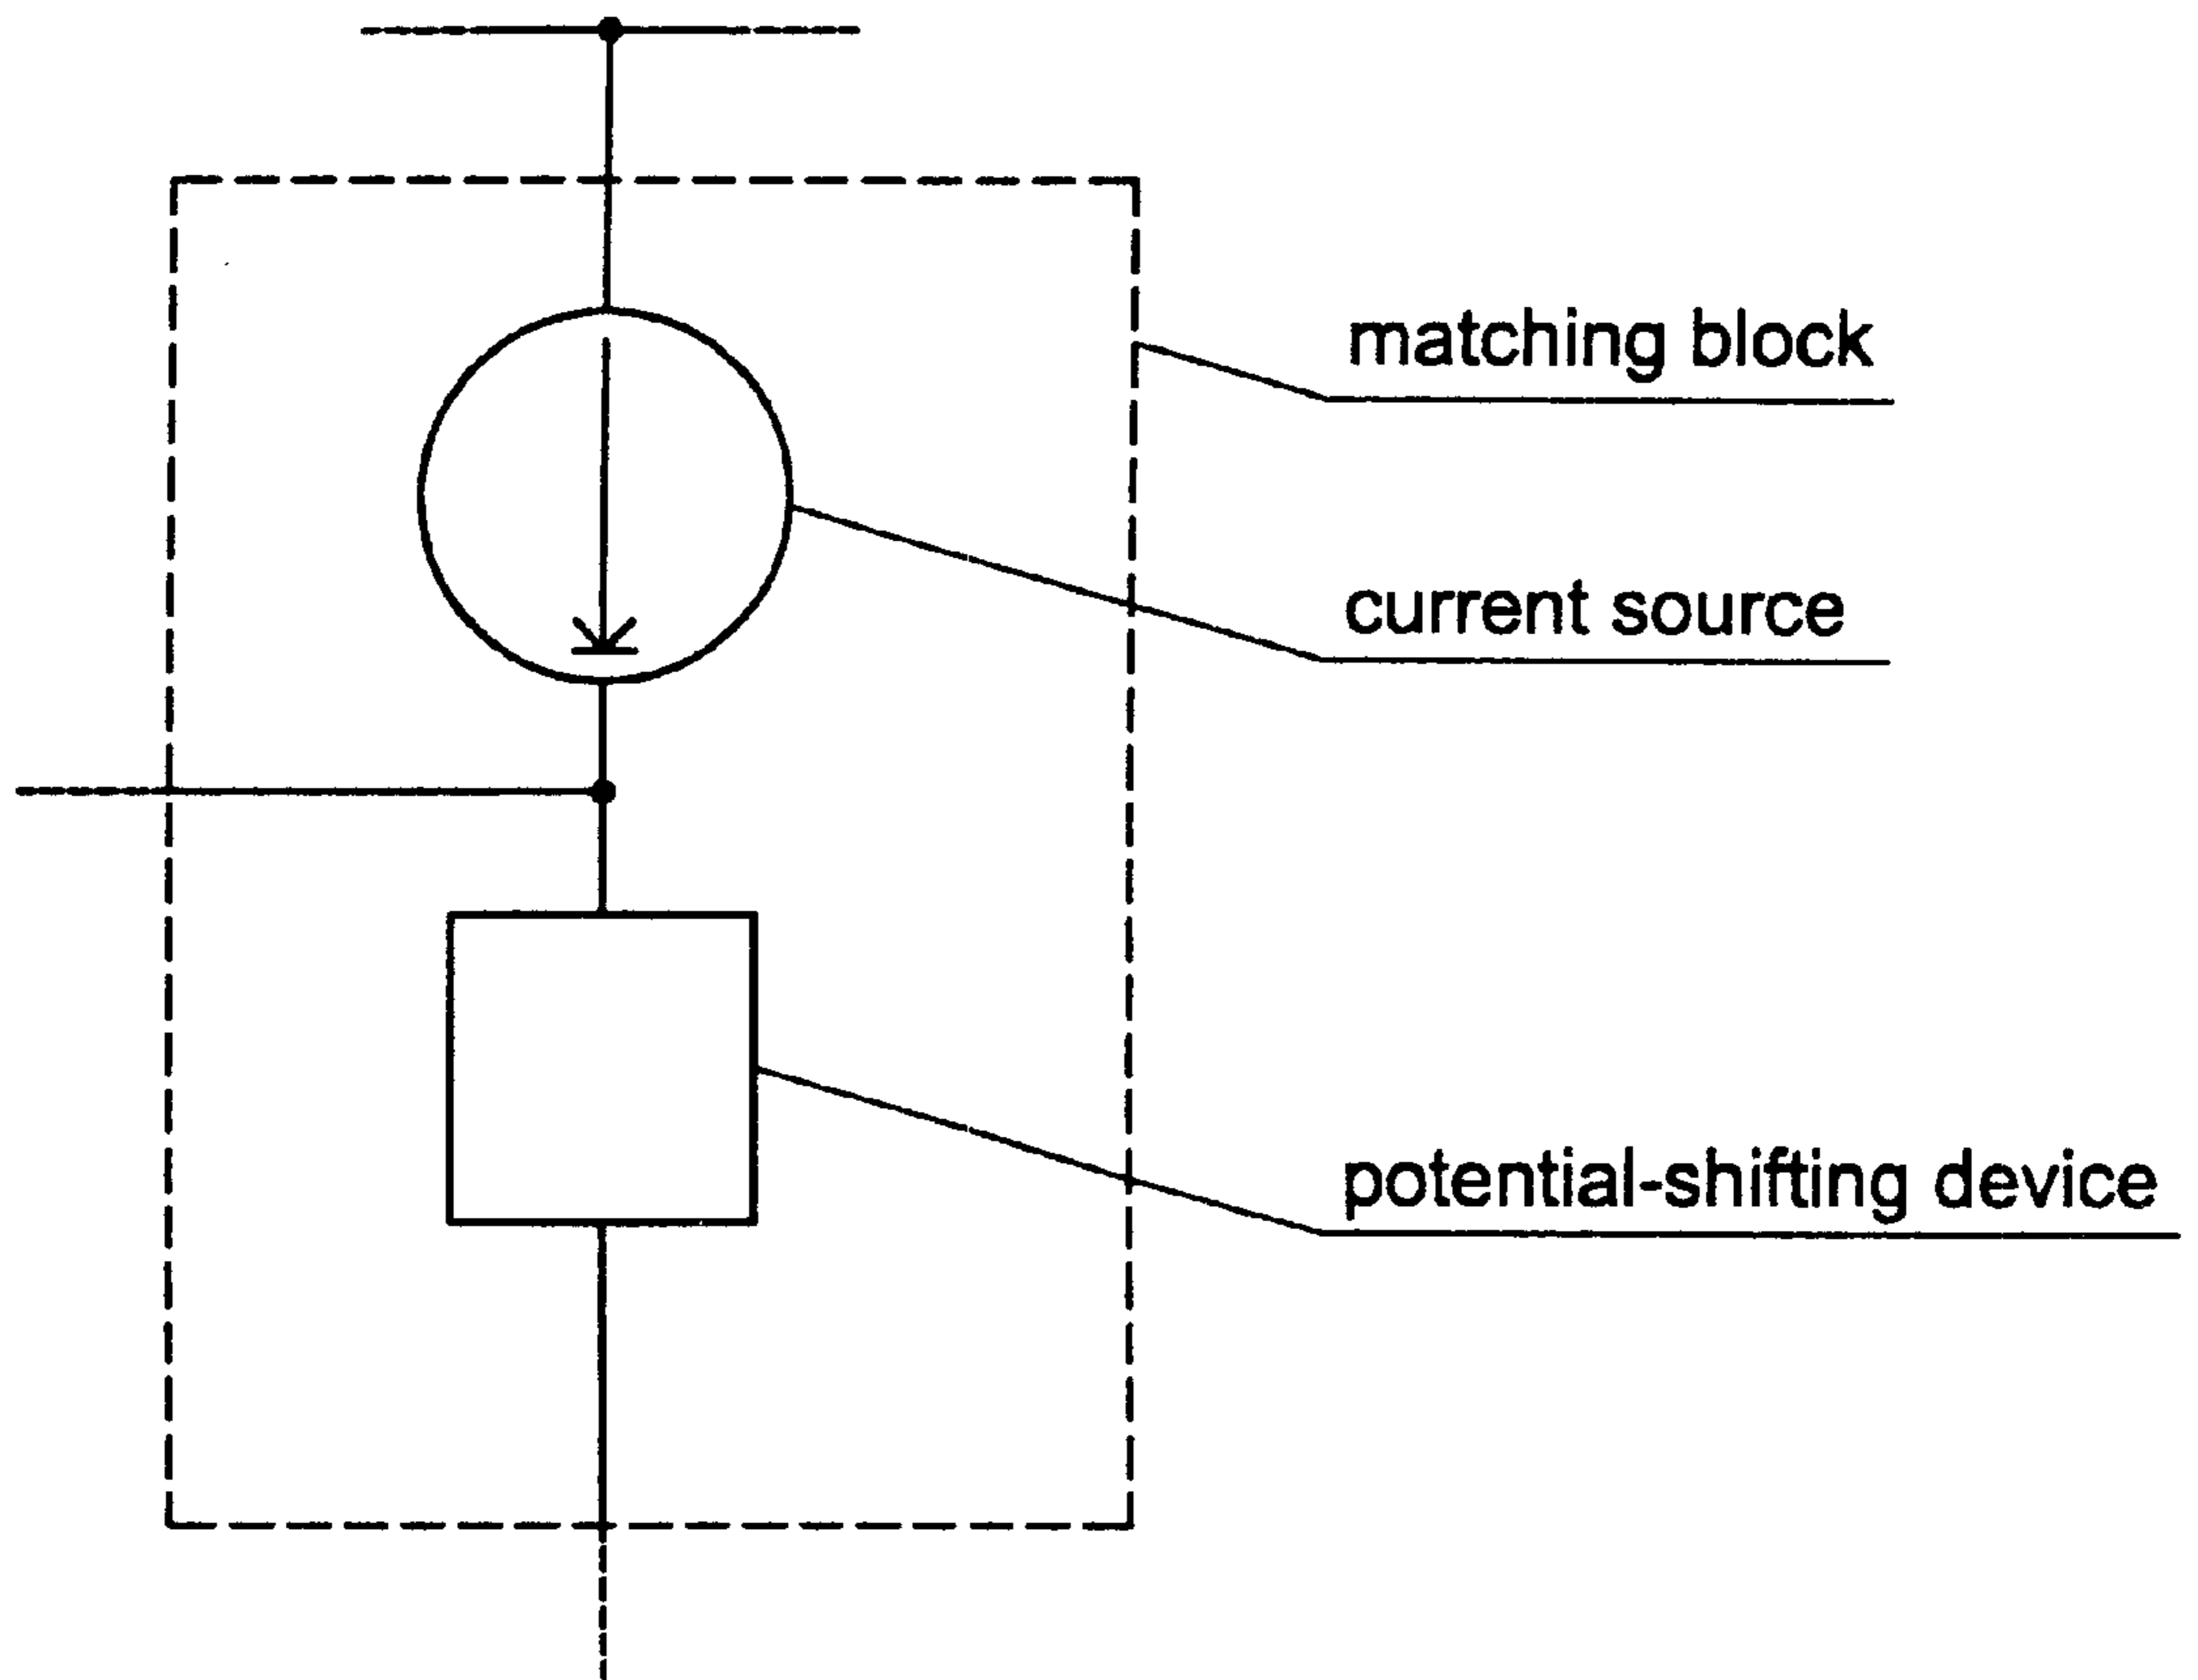 matching block
current source
potential-shifting device